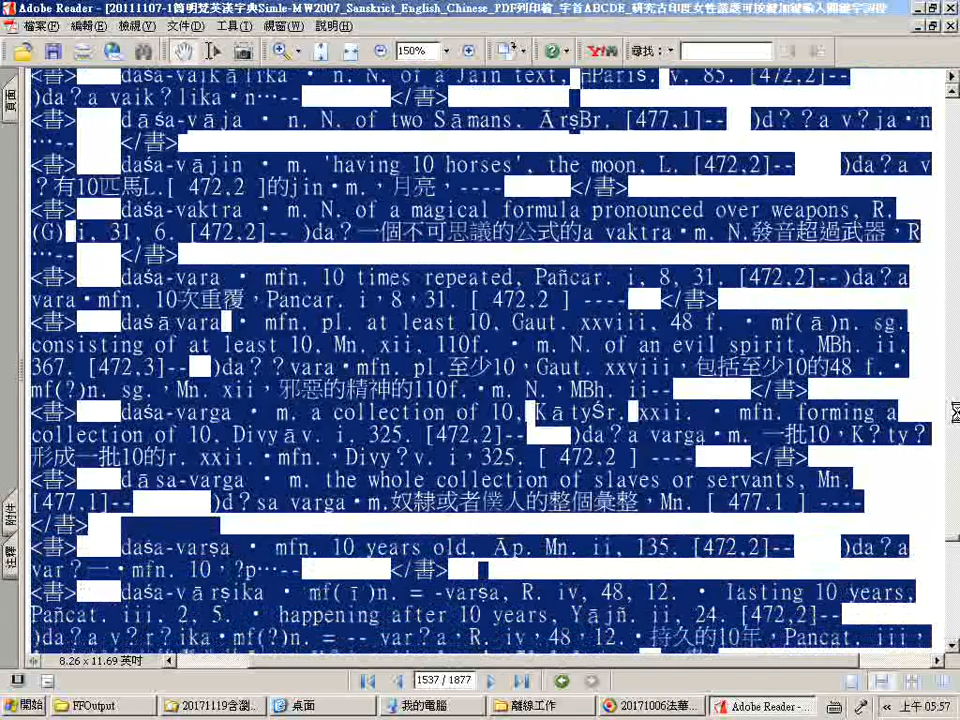 Adobe Reader - [20111107-1簡明梵英漢字典Simle-MW2007_Sanskrict_English_Chinese_PDF列印檔_字首ABCDE_研究古印度女性
檔案(F) 編輯(E) 檢視(V) 文件(D) 工具(T) 視窗(W) 說明(H)
150% Y! 尋找：
頁面
附件
注釋
<書> daśa-vaikālika ‧ n. N. of a Jain text, HParis. v. 85. [472,2]--
)da?a vaik?lika‧n…-- </書>
<書> dāśa-vāja ‧ n. N. of two Sāmans, ĀrṣBr. [477,1]-- )d??a v?ja‧n
…-- </書>
<書> daśa-vājin ‧ m. 'having 10 horses', the moon, L. [472,2]-- )da?a v
?有10匹馬L.[ 472,2 ]的jin‧m.，月亮，---- </書>
<書> daśa-vaktra ‧ m. N. of a magical formula pronounced over weapons, R.
(G) i, 31, 6. [472,2]-- )da？一個不可思議的公式的a vaktra‧m. N.發音超過武器，R
…-- </書>
<書> daśa-vara ‧ mfn. 10 times repeated, Pañcar. i, 8, 31. [472,2]-- )da?a
vara‧mfn. 10次重覆，Pancar. i，8，31. [ 472,2 ] ---- </書>
<書> daśāvara ‧ mfn. pl. at least 10, Gaut. xxviii, 48 f. ‧ mf(ā)n. sg.
consisting of at least 10, Mn. xii, 110f. ‧ m. N. of an evil spirit, MBh. ii,
367. [472,3]-- )da??vara‧mfn. pl.至少10，Gaut. xxviii，包括至少10的48 f.‧
mf(?)n. sg.，Mn. xii，邪惡的精神的110f.‧m. N.，MBh. ii-- </書>
<書> daśa-varga ‧ m. a collection of 10, KātyŚr. xxii. ‧ mfn. forming a
collection of 10, Divyāv. i, 325. [472,2]-- )da?a varga‧m. 一批10，K?ty?
形成一批10的r. xxii.‧mfn.，Divy?v. i，325. [ 472,2 ] ---- </書>
<書> dāsa-varga ‧ m. the whole collection of slaves or servants, Mn.
[477,1]-- )d?sa varga‧m.奴隸或者僕人的整個彙整，Mn. [ 477,1 ] ----
</書>
<書> daśa-varṣa ‧ mfn. 10 years old, Āp. Mn. ii, 135. [472,2]-- )da?a
var？一‧mfn. 10，?p…-- </書>
<書> daśa-vārṣika ‧ mf(ī)n. = -varṣa, R. iv, 48, 12. ‧ lasting 10 years,
Pañcat. iii, 2, 5. ‧ happening after 10 years, Yājñ. ii, 24. [472,2]--
)da?a v?r?ika‧mf(?)n. = -- var?a，R. iv，48，12.‧持久的10年，Pancat. iii，
8.26 x 11.69 英吋
1537 / 1877
開始 FFOutput 20171119含瀏... 桌面 我的電腦 離線工作 20171006法華... Adobe Reader - [... 上午 05:57